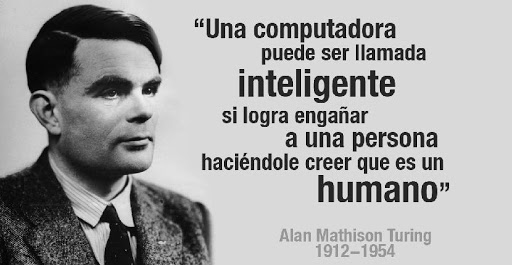 “Una computadora
puede ser llamada
inteligente
si logra engañar
a una persona
haciéndole creer que es un
humano”
Alan Mathison Turing
1912–1954